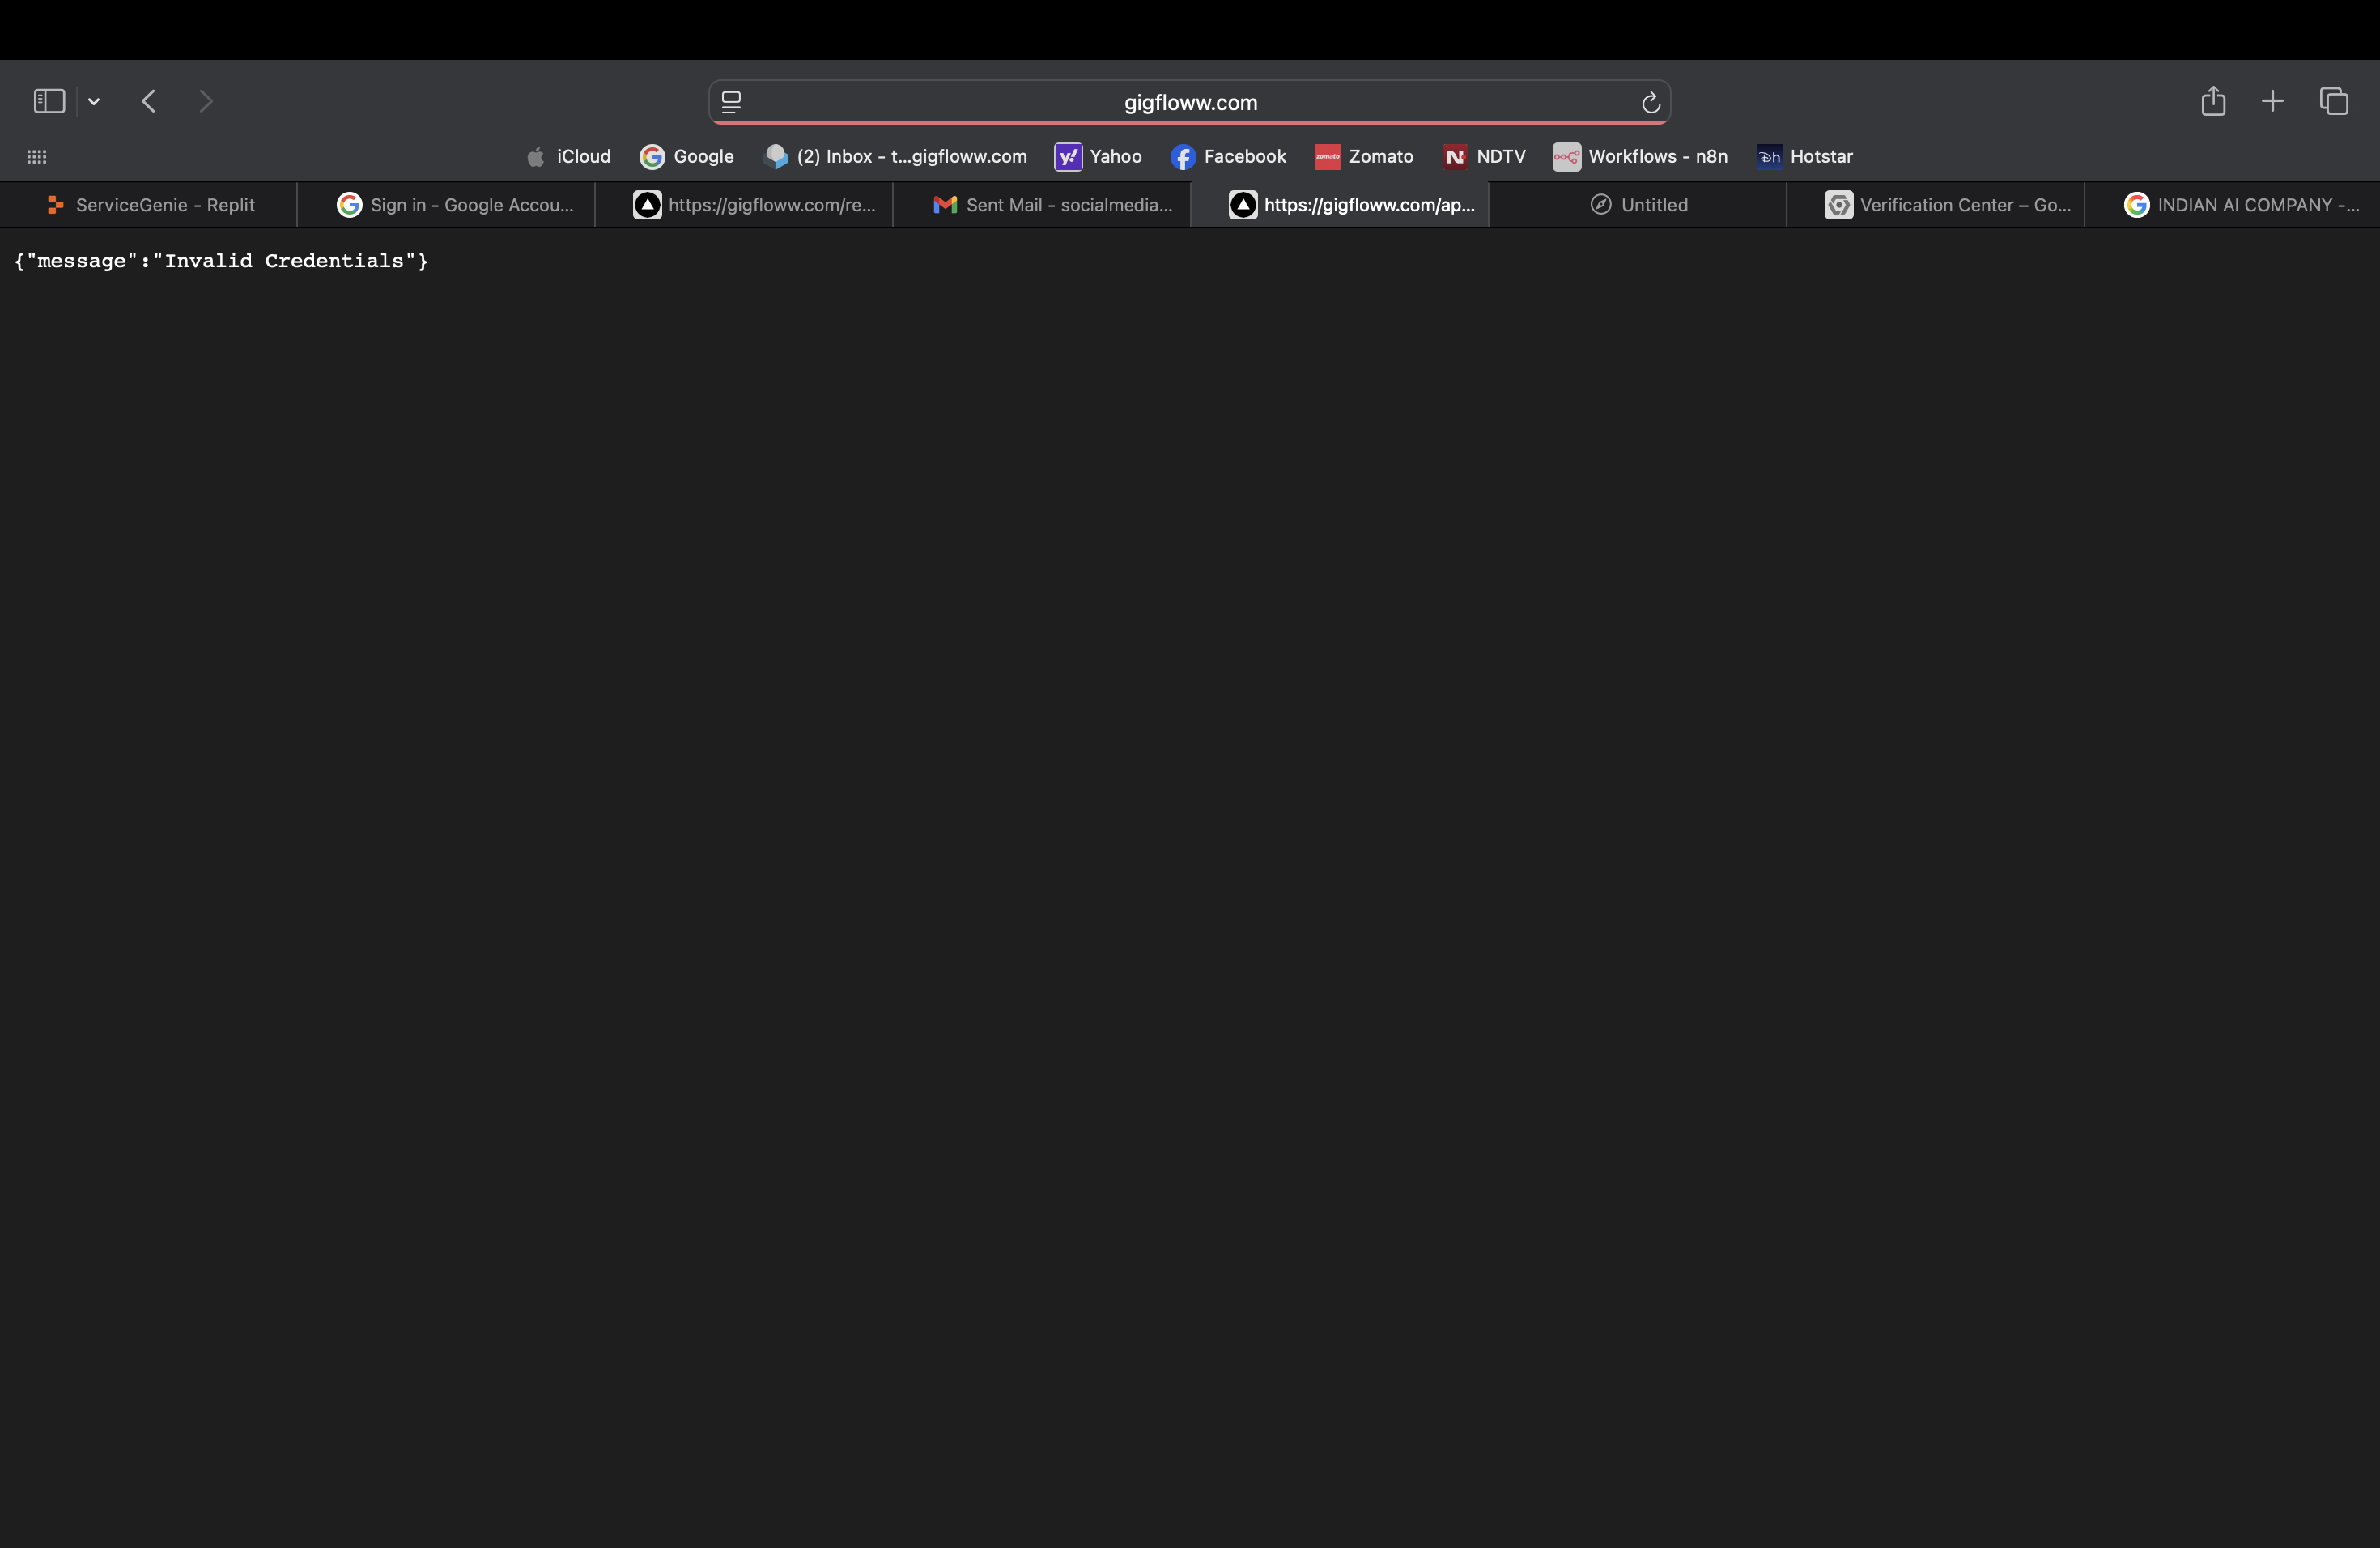 gigfloww.com
iCloud Google (2) Inbox - t...gigfloww.com Yahoo Facebook zomato Zomato NDTV Workflows - n8n Hotstar
ServiceGenie - Replit Sign in - Google Accou... https://gigfloww.com/re... Sent Mail - socialmedia... https://gigfloww.com/ap... Untitled Verification Center – Go... INDIAN AI COMPANY -...
{"message":"Invalid Credentials"}